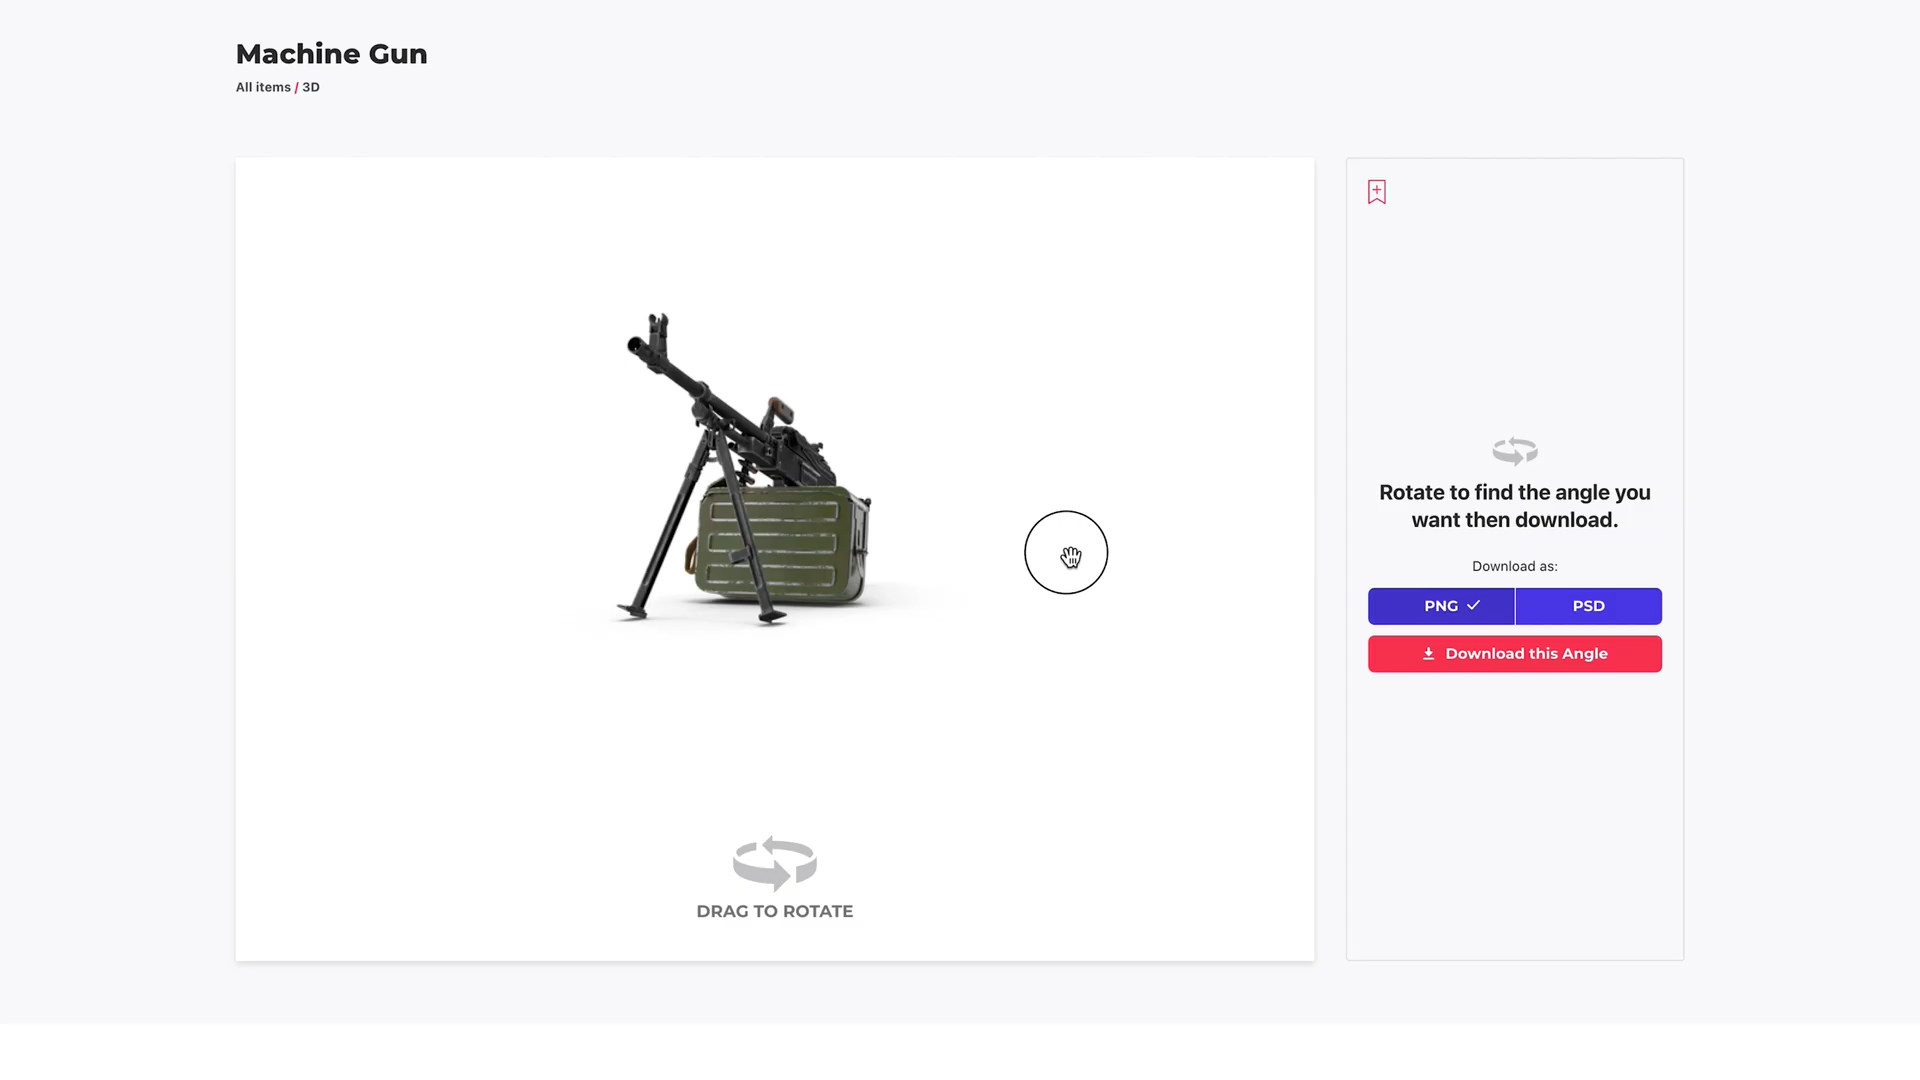 Machine Gun
All items / 3D
Rotate to find the angle you
want then download.
Download as:
PNG
PSD
Download this Angle
DRAG TO ROTATE